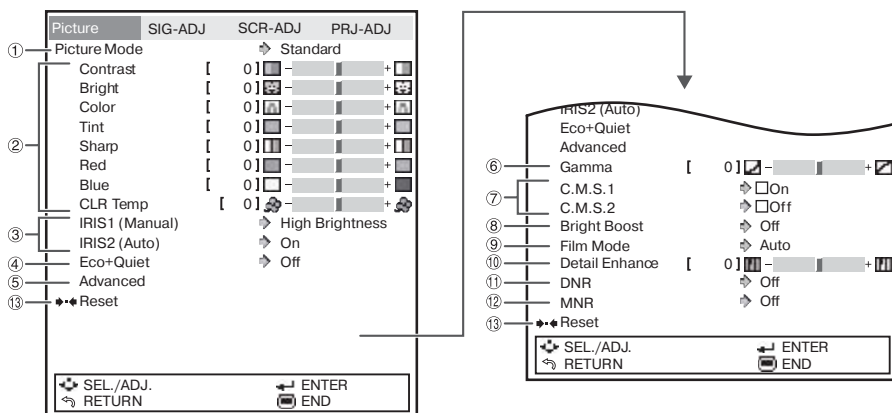 Picture SIG-ADJ SCR-ADJ PRJ-ADJ
① Picture Mode Standard
② Contrast [ 0 ] - +
Bright [ 0 ] - +
Color [ 0 ] - +
Tint [ 0 ] - +
Sharp [ 0 ] - +
Red [ 0 ] - +
Blue [ 0 ] - +
CLR Temp [ 0 ] - +
③ IRIS1 (Manual) High Brightness
IRIS2 (Auto) On
④ Eco+Quiet Off
⑤ Advanced
⑬ Reset
SEL./ADJ. ENTER
RETURN END
IRIS2 (Auto)
Eco+Quiet
Advanced
⑥ Gamma [ 0 ] - +
⑦ C.M.S.1 On
C.M.S.2 Off
⑧ Bright Boost Off
⑨ Film Mode Auto
⑩ Detail Enhance [ 0 ] - +
⑪ DNR Off
⑫ MNR Off
⑬ Reset
SEL./ADJ. ENTER
RETURN END